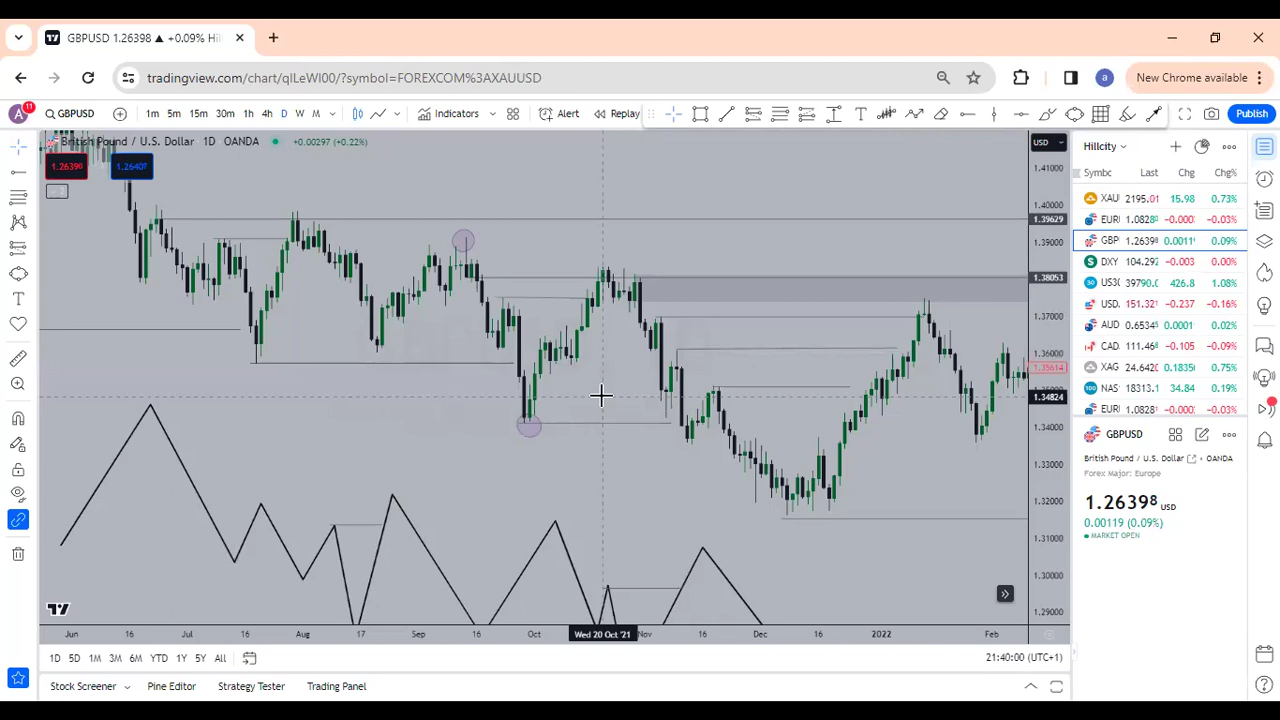 GBPUSD 1.26398 ▲ +0.09% Hil
tradingview.com/chart/qILeWI00/?symbol=FOREXCOM%3AXAUUSD
a
New Chrome available
A 11 GBPUSD 1m 5m 15m 30m 1h 4h D W M Indicators Alert Replay Publish
British Pound / U.S. Dollar 1D OANDA +0.00297 (+0.22%)
1.26390 1.26407
USD
1.41000
1.40000
1.39629
1.39000
1.38053
1.37000
1.36000
1.35614
1.34824
1.34000
1.33000
1.32000
1.31000
1.30000
1.29000
Jun 16 Jul 16 Aug 17 Sep 16 Oct Wed 20 Oct '21 Nov 16 Dec 16 2022 Feb
1D 5D 1M 3M 6M YTD 1Y 5Y All 21:40:00 (UTC+1)
Stock Screener Pine Editor Strategy Tester Trading Panel
Hillcity
Symbc Last Chg Chg%
XAU 2195.01 15.98 0.73%
EUR 1.0828 -0.000 -0.03%
GBP 1.26398 0.00119 0.09%
DXY 104.292 -0.003 0.00%
US30 39790.0 426.8 1.08%
USD 151.32 -0.237 -0.16%
AUD 0.6534 0.0001 0.02%
CAD 111.46 -0.105 -0.09%
XAG 24.642 0.1835 0.75%
NAS 18313. 34.84 0.19%
EUR 1.0828 -0.000 -0.03%
GBPUSD
British Pound / U.S. Dollar • OANDA
Forex Major: Europe
1.26398 USD
0.00119 (0.09%)
MARKET OPEN